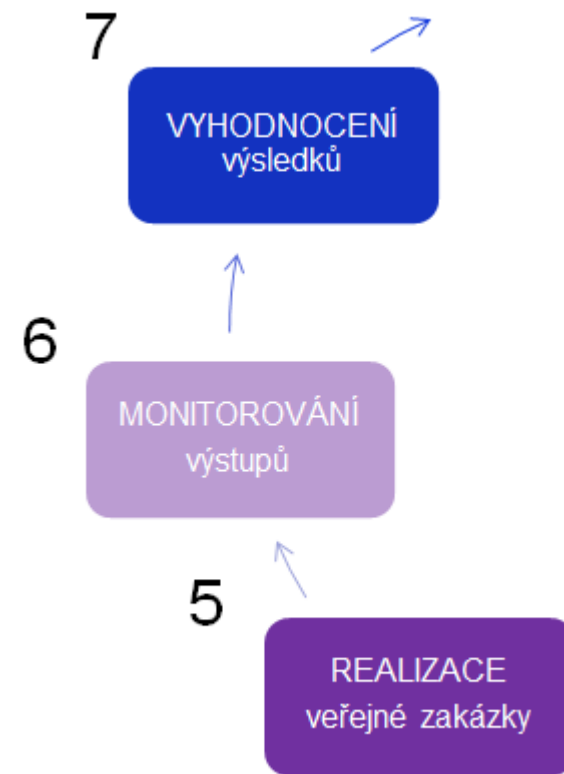 7
VYHODNOCENÍ
výsledků
6
MONITOROVÁNÍ
výstupů
5
REALIZACE
veřejné zakázky